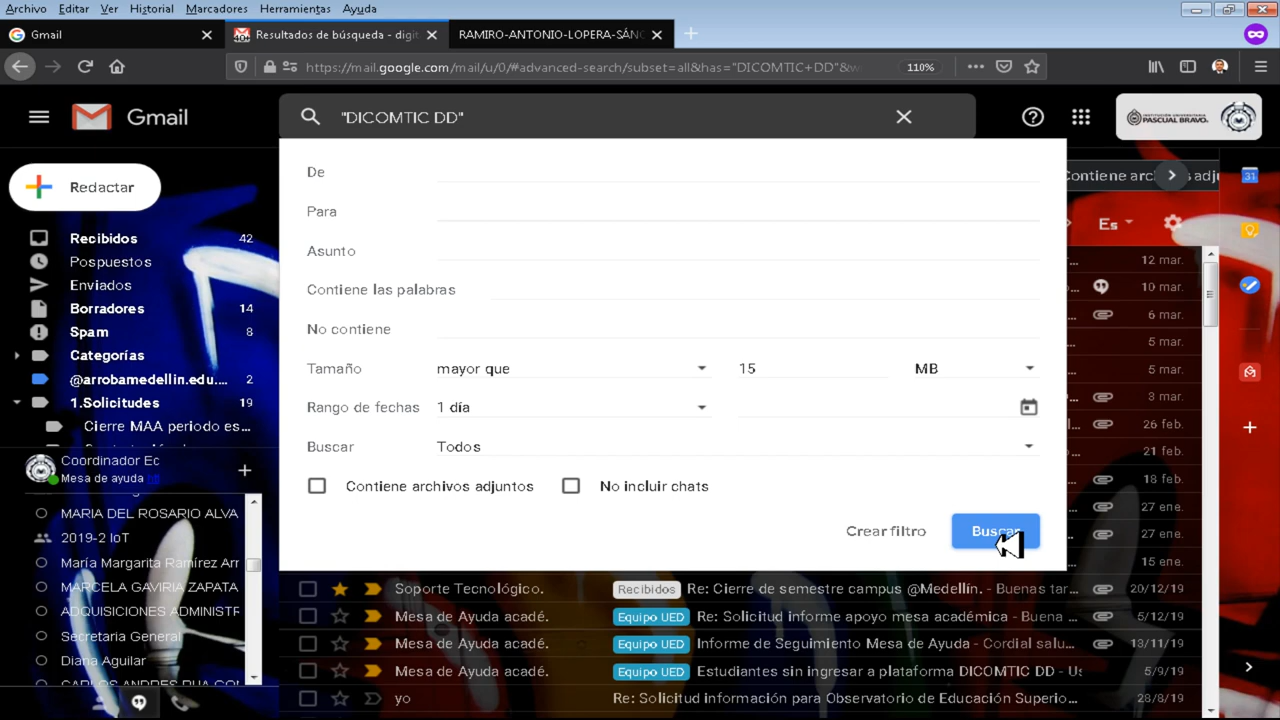 Archivo Editar Ver Historial Marcadores Herramientas Ayuda
Gmail
Resultados de búsqueda - digit
RAMIRO-ANTONIO-LOPERA-SÁNC
https://mail.google.com/mail/u/0/#advanced-search/subset=all&has="DICOMTIC+DD"&w
110%
Gmail
"DICOMTIC DD"
INSTITUCIÓN UNIVERSITARIA
PASCUAL BRAVO
Redactar
Recibidos 42
Pospuestos
Enviados
Borradores 14
Spam 8
Categorías
@arrobamedellin.edu.... 2
1.Solicitudes 19
Cierre MAA periodo es...
Coordinador Ec
Mesa de ayuda
MARIA DEL ROSARIO ALVA
2019-2 IoT
María Margarita Ramírez Arr
MARCELA GAVIRIA ZAPATA
ADQUISICIONES ADMINISTR
Secretaria General
Diana Aguilar
CARLOS ANDRES RUA GOM
De
Para
Asunto
Contiene las palabras
No contiene
Tamaño mayor que 15 MB
Rango de fechas 1 día
Buscar Todos
Contiene archivos adjuntos No incluir chats
Crear filtro Buscar
Contiene arc s adju
31
Es
12 mar.
10 mar.
6 mar.
5 mar.
5 mar.
3 mar.
26 feb.
21 feb.
18 feb.
27 ene.
27 ene.
15 ene.
Soporte Tecnológico. Recibidos Re: Cierre de semestre campus @Medellín. - Buenas tar... 20/12/19
Mesa de Ayuda acadé. Equipo UED Re: Solicitud informe apoyo mesa académica - Buena ... 5/12/19
Mesa de Ayuda acadé. Equipo UED Informe de Seguimiento Mesa de Ayuda - Cordial salu... 13/11/19
Mesa de Ayuda acadé. Equipo UED Estudiantes sin ingresar a plataforma DICOMTIC DD - Us 5/9/19
yo Re: Solicitud información para Observatorio de Educación Superio... 28/8/19